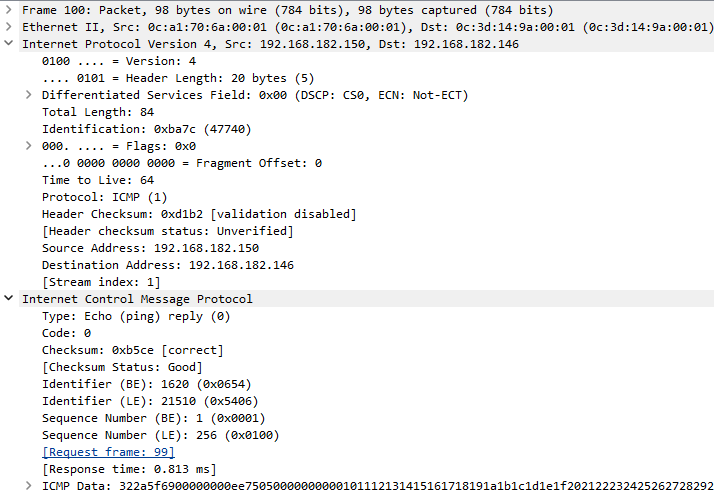 Frame 100: Packet, 98 bytes on wire (784 bits), 98 bytes captured (784 bits)
Ethernet II, Src: 0c:a1:70:6a:00:01 (0c:a1:70:6a:00:01), Dst: 0c:3d:14:9a:00:01 (0c:3d:14:9a:00:01)
Internet Protocol Version 4, Src: 192.168.182.150, Dst: 192.168.182.146
0100 .... = Version: 4
.... 0101 = Header Length: 20 bytes (5)
Differentiated Services Field: 0x00 (DSCP: CS0, ECN: Not-ECT)
Total Length: 84
Identification: 0xba7c (47740)
000. .... = Flags: 0x0
...0 0000 0000 0000 = Fragment Offset: 0
Time to Live: 64
Protocol: ICMP (1)
Header Checksum: 0xd1b2 [validation disabled]
[Header checksum status: Unverified]
Source Address: 192.168.182.150
Destination Address: 192.168.182.146
[Stream index: 1]
Internet Control Message Protocol
Type: Echo (ping) reply (0)
Code: 0
Checksum: 0xb5ce [correct]
[Checksum Status: Good]
Identifier (BE): 1620 (0x0654)
Identifier (LE): 21510 (0x5406)
Sequence Number (BE): 1 (0x0001)
Sequence Number (LE): 256 (0x0100)
[Request frame: 99]
[Response time: 0.813 ms]
ICMP Data: 322a5f6900000000ee75050000000000101112131415161718191a1b1c1d1e1f202122232425262728292